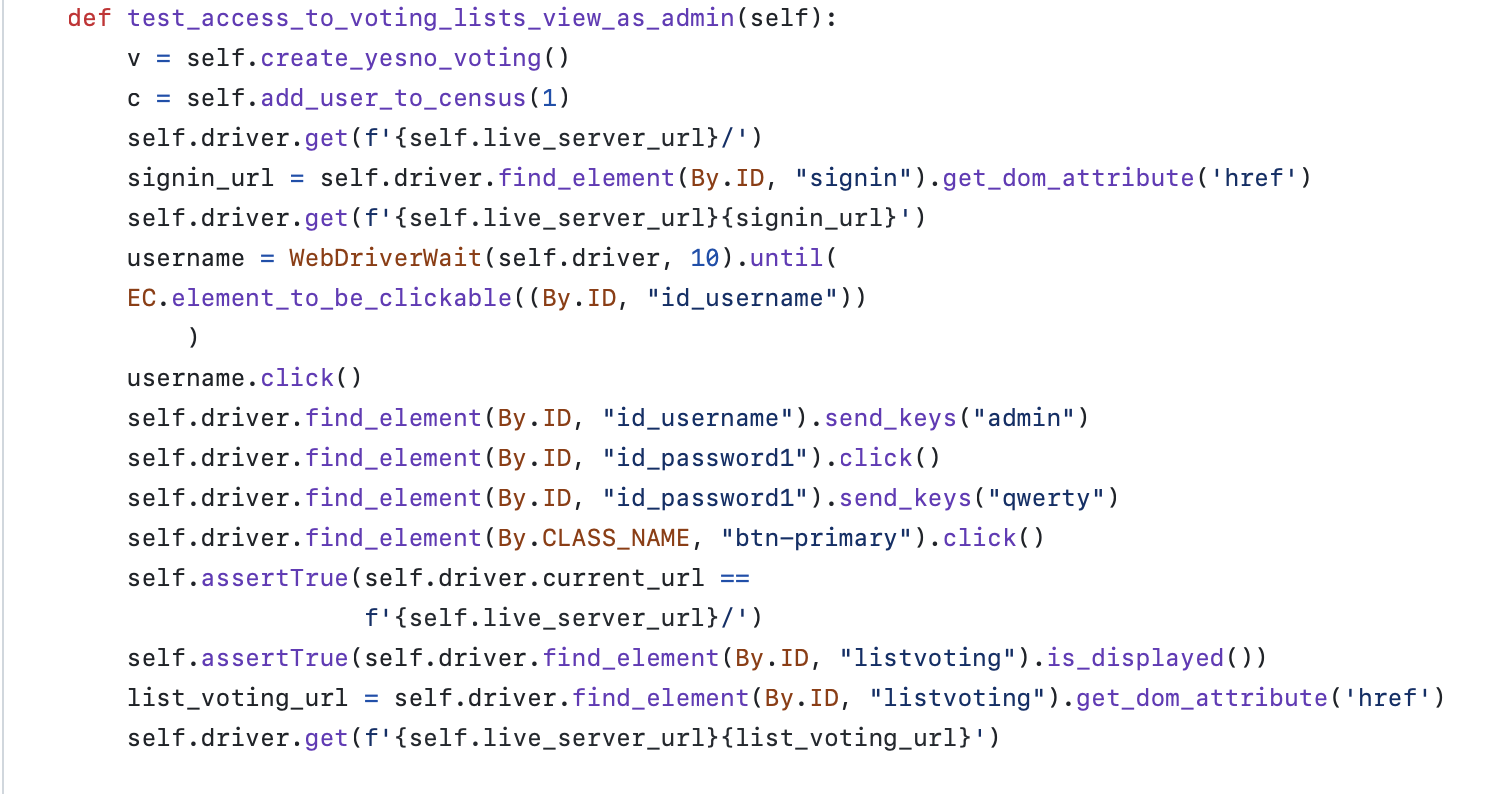 def test_access_to_voting_lists_view_as_admin(self):
    v = self.create_yesno_voting()
    c = self.add_user_to_census(1)
    self.driver.get(f'{self.live_server_url}/')
    signin_url = self.driver.find_element(By.ID, "signin").get_dom_attribute('href')
    self.driver.get(f'{self.live_server_url}{signin_url}')
    username = WebDriverWait(self.driver, 10).until(
    EC.element_to_be_clickable((By.ID, "id_username"))
        )
    username.click()
    self.driver.find_element(By.ID, "id_username").send_keys("admin")
    self.driver.find_element(By.ID, "id_password1").click()
    self.driver.find_element(By.ID, "id_password1").send_keys("qwerty")
    self.driver.find_element(By.CLASS_NAME, "btn-primary").click()
    self.assertTrue(self.driver.current_url ==
                    f'{self.live_server_url}/')
    self.assertTrue(self.driver.find_element(By.ID, "listvoting").is_displayed())
    list_voting_url = self.driver.find_element(By.ID, "listvoting").get_dom_attribute('href')
    self.driver.get(f'{self.live_server_url}{list_voting_url}')